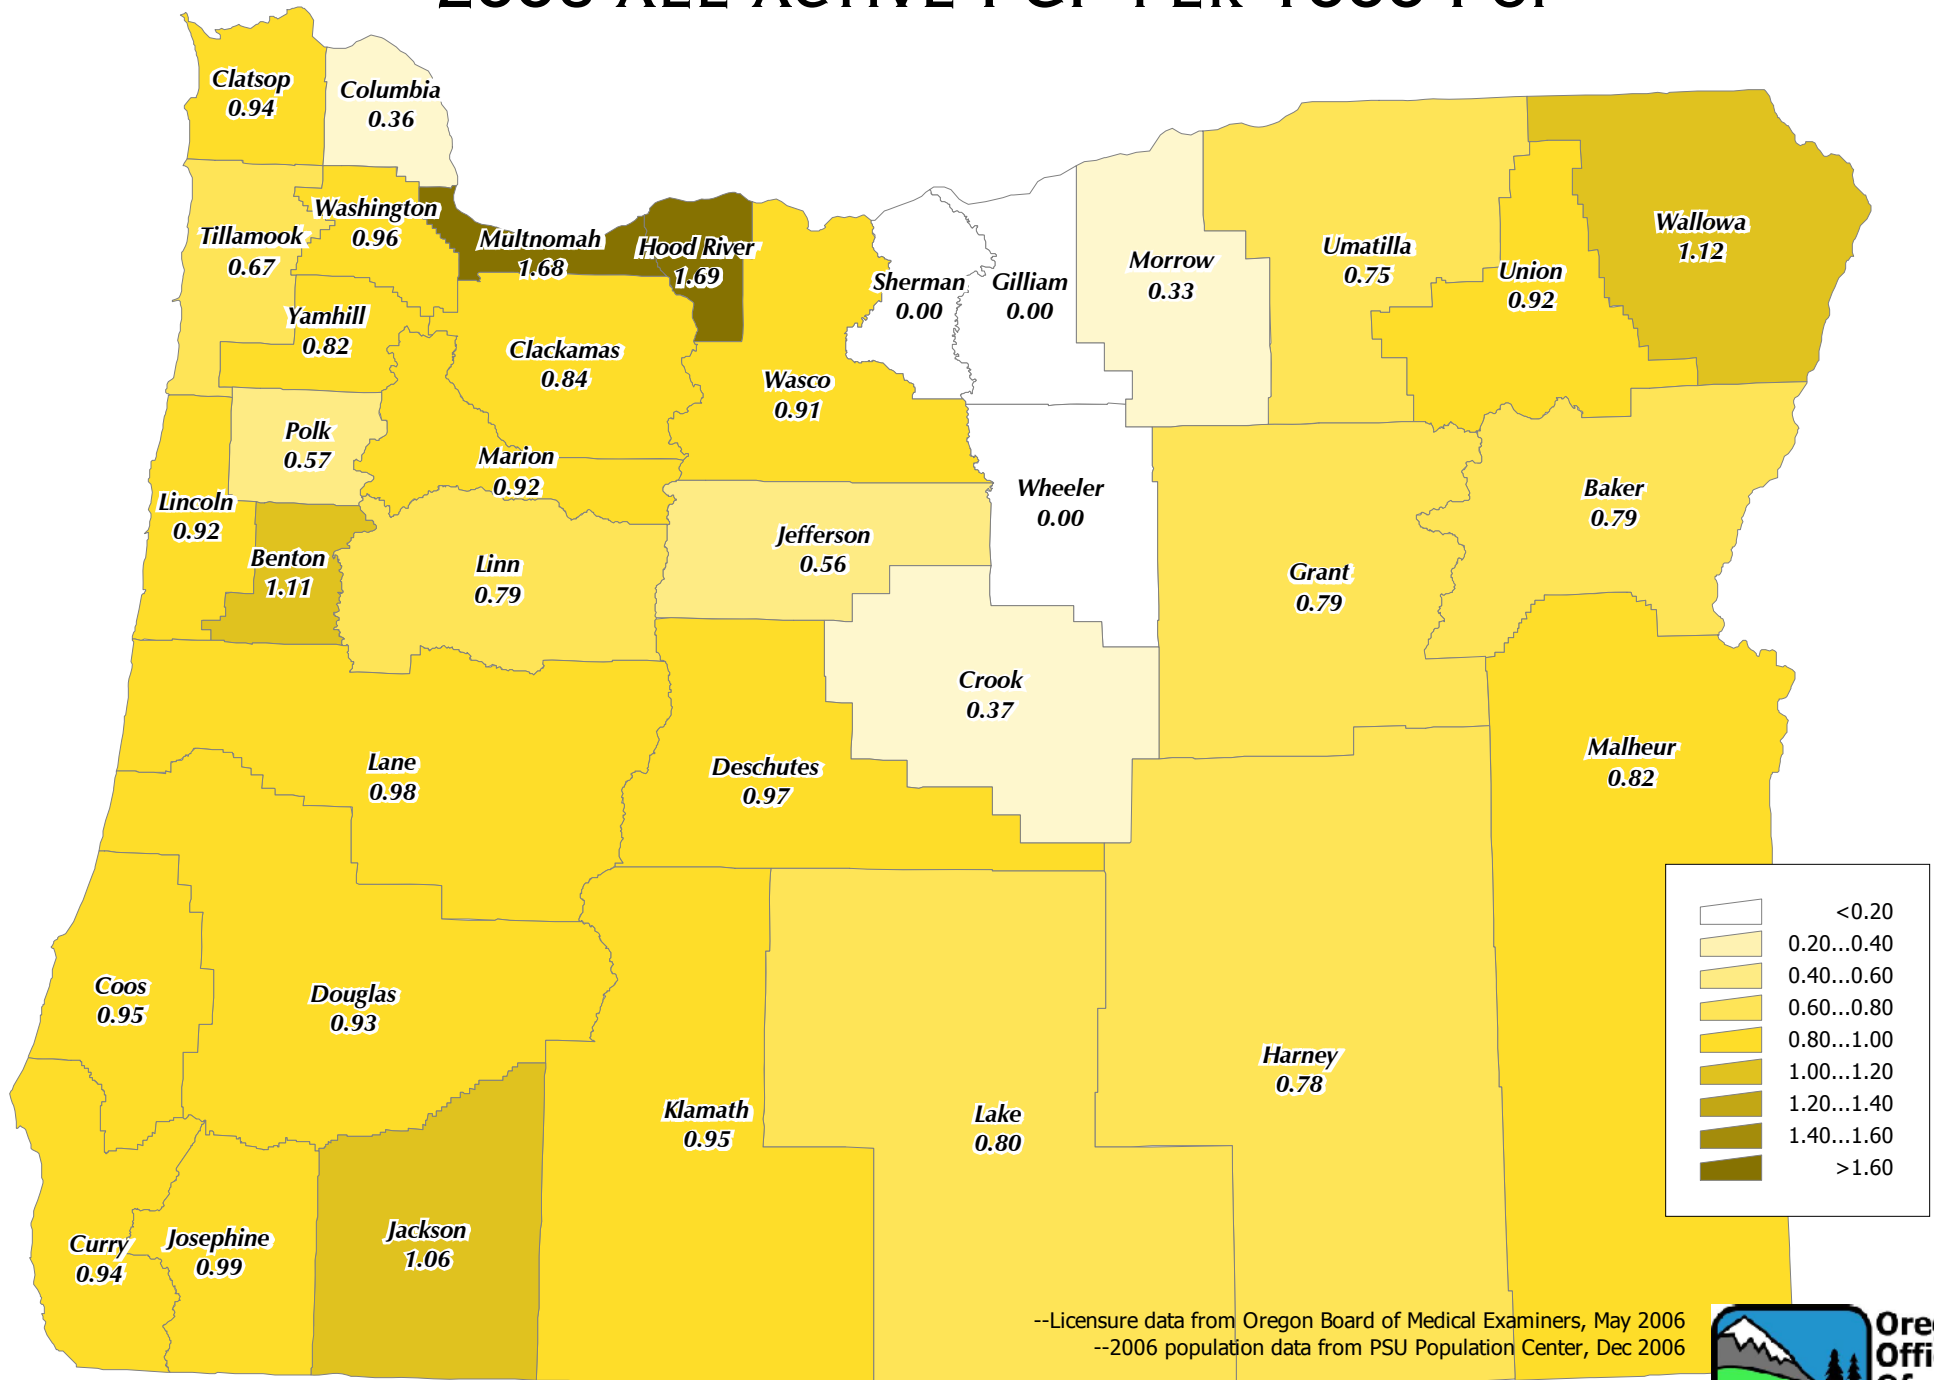 Clatsop
0.94
Columbia
0.36
Washington
0.96
Tillamook
0.67
Multnomah
1.68
Hood River
1.69
Sherman
0.00
Gilliam
0.00
Morrow
0.33
Umatilla
0.75
Union
0.92
Wallowa
1.12
Yamhill
0.82
Clackamas
0.84
Wasco
0.91
Polk
0.57
Marion
0.92
Lincoln
0.92
Benton
1.11
Linn
0.79
Jefferson
0.56
Wheeler
0.00
Grant
0.79
Baker
0.79
Crook
0.37
Lane
0.98
Deschutes
0.97
Malheur
0.82
Coos
0.95
Douglas
0.93
Klamath
0.95
Lake
0.80
Harney
0.78
Curry
0.94
Josephine
0.99
Jackson
1.06
<0.20
0.20...0.40
0.40...0.60
0.60...0.80
0.80...1.00
1.00...1.20
1.20...1.40
1.40...1.60
>1.60
--Licensure data from Oregon Board of Medical Examiners, May 2006
--2006 population data from PSU Population Center, Dec 2006